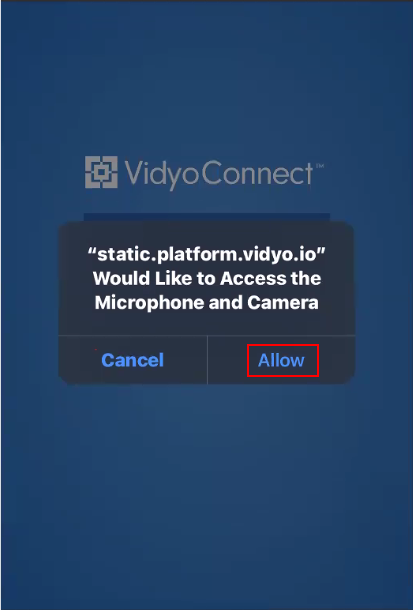 VidyoConnect™
“static.platform.vidyo.io”
Would Like to Access the
Microphone and Camera
Cancel
Allow